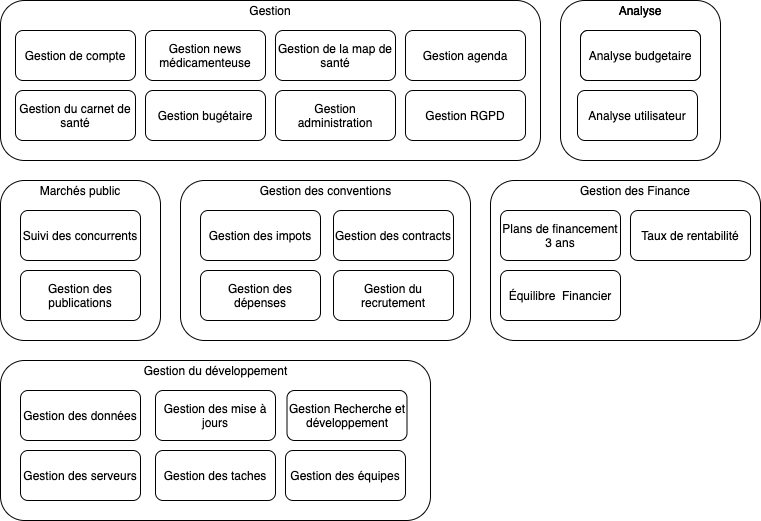 Gestion
Gestion de compte
Gestion news
médicamenteuse
Gestion de la map de
santé
Gestion agenda
Gestion du carnet de
santé
Gestion bugétaire
Gestion
administration
Gestion RGPD
Analyse
Analyse budgetaire
Analyse utilisateur
Marchés public
Suivi des concurrents
Gestion des
publications
Gestion des conventions
Gestion des impots
Gestion des contracts
Gestion des
dépenses
Gestion du
recrutement
Gestion des Finance
Plans de financement
3 ans
Taux de rentabilité
Équilibre  Financier
Gestion du développement
Gestion des données
Gestion des mise à
jours
Gestion Recherche et
développement
Gestion des serveurs
Gestion des taches
Gestion des équipes